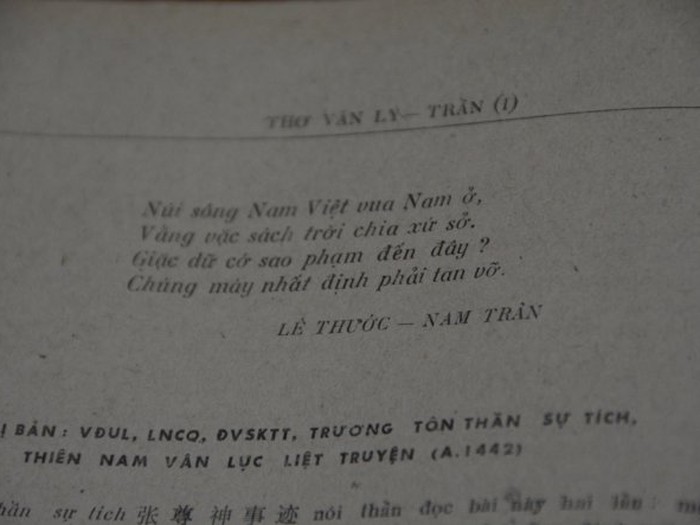 THƠ VĂN LÝ — TRẦN (I)
Núi sông Nam Việt vua Nam ở,
Vằng vặc sách trời chia xứ sở.
Giặc dữ cớ sao phạm đến đây ?
Chúng mày nhất định phải tan vỡ.
LÊ THƯỚC — NAM TRÂN
Ị BẢN : VĐUL, LNCQ, ĐVSKTT, TRƯƠNG TÔN THẦN SỰ TÍCH,
THIÊN NAM VÂN LỤC LIỆT TRUYỆN (A.1442)
thần sự tích 张 尊 神 事 迹 nói thần đọc bài này hai lần :